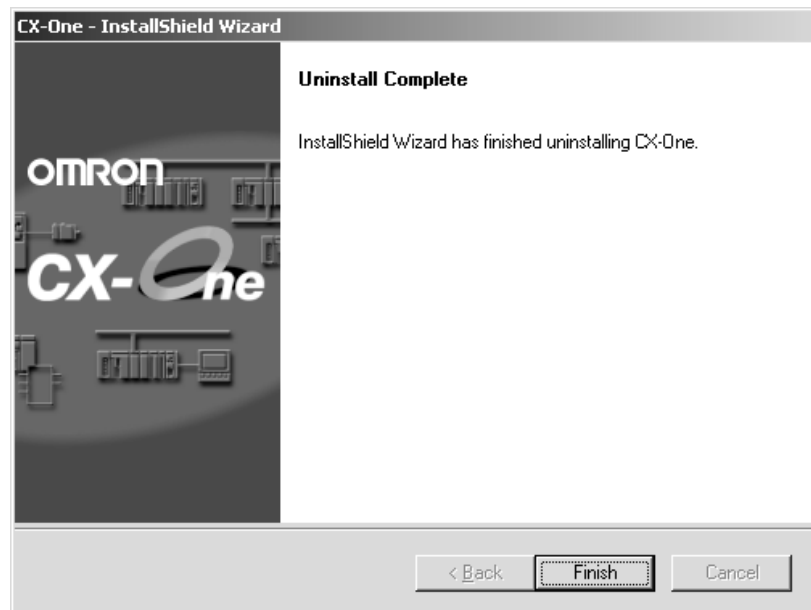 CX-One - InstallShield Wizard
Uninstall Complete
InstallShield Wizard has finished uninstalling CX-One.
OMRON
CX-One
< Back
Finish
Cancel